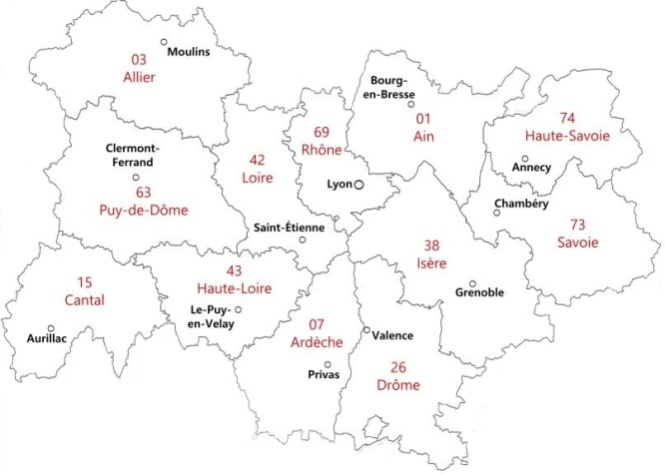 Moulins
03
Allier
Bourg-
en-Bresse
01
Ain
74
Haute-Savoie
Annecy
69
Rhône
Lyon
42
Loire
Clermont-
Ferrand
63
Puy-de-Dôme
Chambéry
73
Savoie
Saint-Étienne
38
Isère
Grenoble
43
Haute-Loire
Le-Puy-
en-Velay
15
Cantal
Aurillac
07
Ardèche
Privas
Valence
26
Drôme